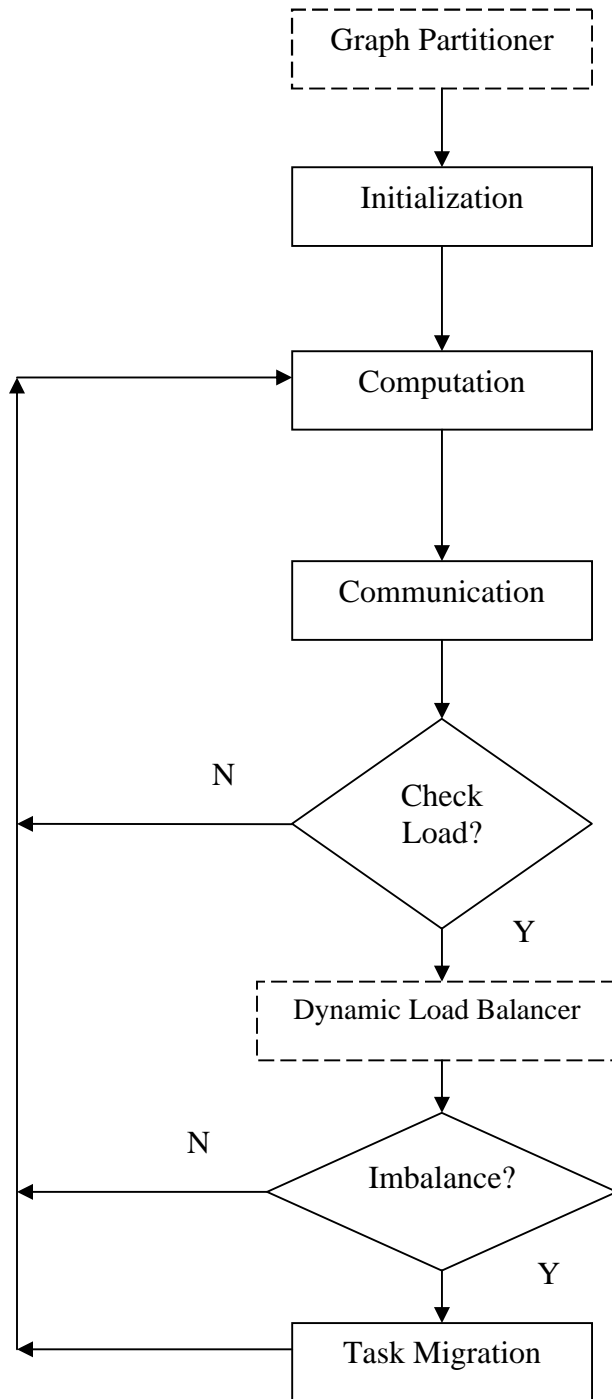 Graph Partitioner
Initialization
Computation
Communication
N
Check
Load?
Y
Dynamic Load Balancer
N
Imbalance?
Y
Task Migration